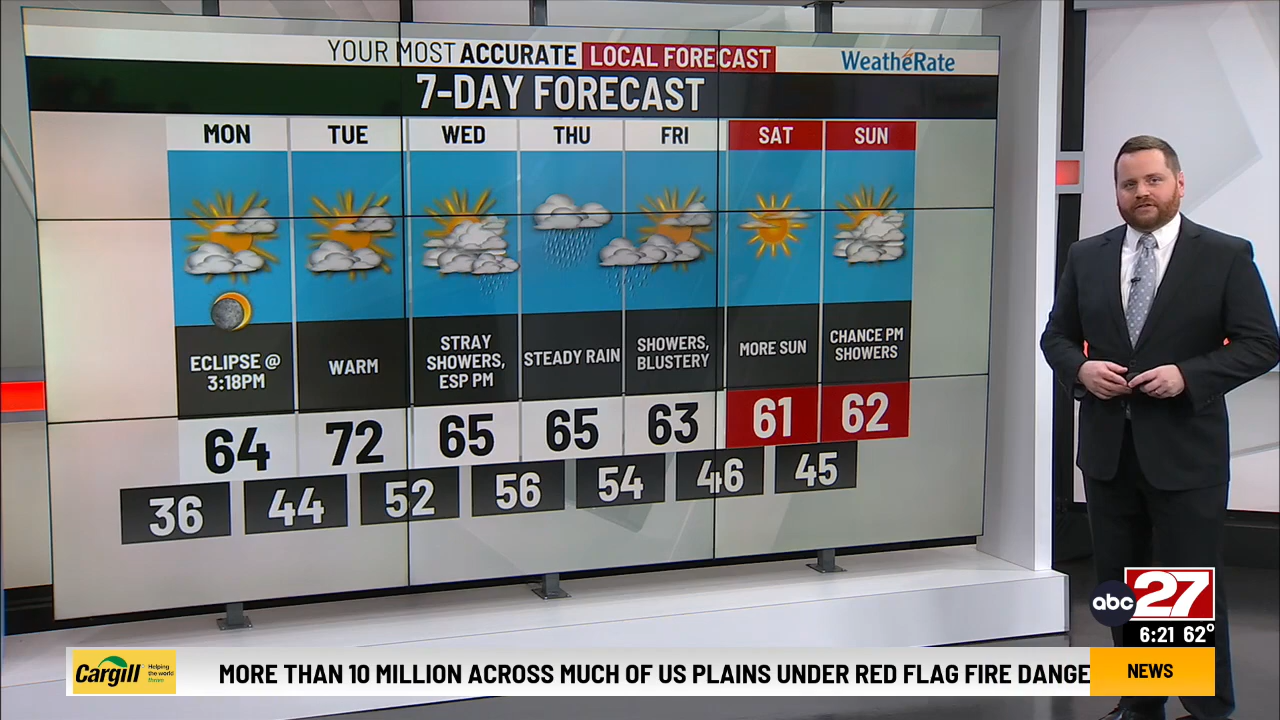 YOUR MOST ACCURATE LOCAL FORECAST
WeatheRate
7-DAY FORECAST
MON TUE WED THU FRI SAT SUN
ECLIPSE @
3:18PM
WARM
STRAY
SHOWERS,
ESP PM
STEADY RAIN
SHOWERS,
BLUSTERY
MORE SUN
CHANCE PM
SHOWERS
64 72 65 65 63 61 62
36 44 52 56 54 46 45
abc 27
6:21 62°
Cargill
Helping
the world
thrive
MORE THAN 10 MILLION ACROSS MUCH OF US PLAINS UNDER RED FLAG FIRE DANGE
NEWS